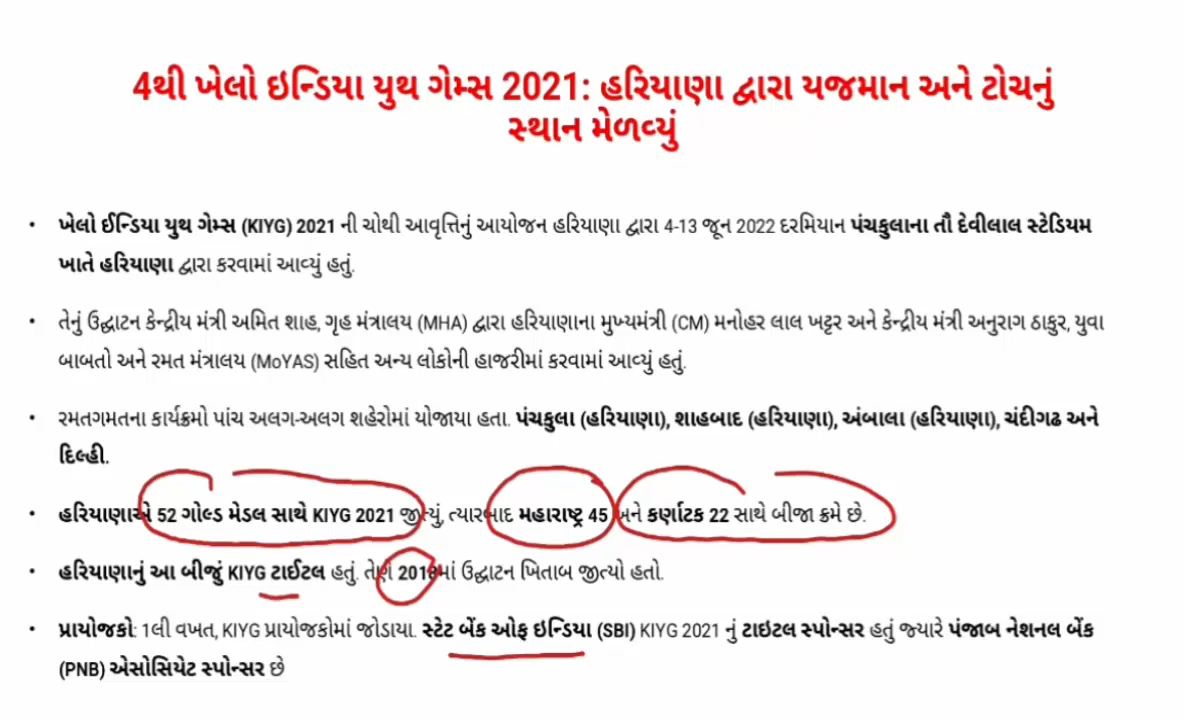 4થી ખેલો ઇન્ડિયા યુથ ગેમ્સ 2021: હરિયાણા દ્વારા યજમાન અને ટોચનું
સ્થાન મેળવ્યું
• ખેલો ઈન્ડિયા યુથ ગેમ્સ (KIYG) 2021 ની ચોથી આવૃત્તિનું આયોજન હરિયાણા દ્વારા 4-13 જૂન 2022 દરમિયાન પંચકુલાના તૌ દેવીલાલ સ્ટેડિયમ
ખાતે હરિયાણા દ્વારા કરવામાં આવ્યું હતું.
• તેનું ઉદ્ઘાટન કેન્દ્રીય મંત્રી અમિત શાહ, ગૃહ મંત્રાલય (MHA) દ્વારા હરિયાણાના મુખ્યમંત્રી (CM) મનોહર લાલ ખટ્ટર અને કેન્દ્રીય મંત્રી અનુરાગ ઠાકુર, યુવા
બાબતો અને રમત મંત્રાલય (MoYAS) સહિત અન્ય લોકોની હાજરીમાં કરવામાં આવ્યું હતું.
• રમતગમતના કાર્યક્રમો પાંચ અલગ-અલગ શહેરોમાં યોજાયા હતા. પંચકુલા (હરિયાણા), શાહબાદ (હરિયાણા), અંબાલા (હરિયાણા), ચંદીગઢ અને
દિલ્હી.
• હરિયાણાએ 52 ગોલ્ડ મેડલ સાથે KIYG 2021 જીત્યું, ત્યારબાદ મહારાષ્ટ્ર 45 અને કર્ણાટક 22 સાથે બીજા ક્રમે છે.
• હરિયાણાનું આ બીજું KIYG ટાઈટલ હતું. તેણે 2018માં ઉદ્ઘાટન ખિતાબ જીત્યો હતો.
• પ્રાયોજકો: 1લી વખત, KIYG પ્રાયોજકોમાં જોડાયા. સ્ટેટ બેંક ઓફ ઇન્ડિયા (SBI) KIYG 2021 નું ટાઇટલ સ્પોન્સર હતું જ્યારે પંજાબ નેશનલ બેંક
(PNB) એસોસિયેટ સ્પોન્સર છે